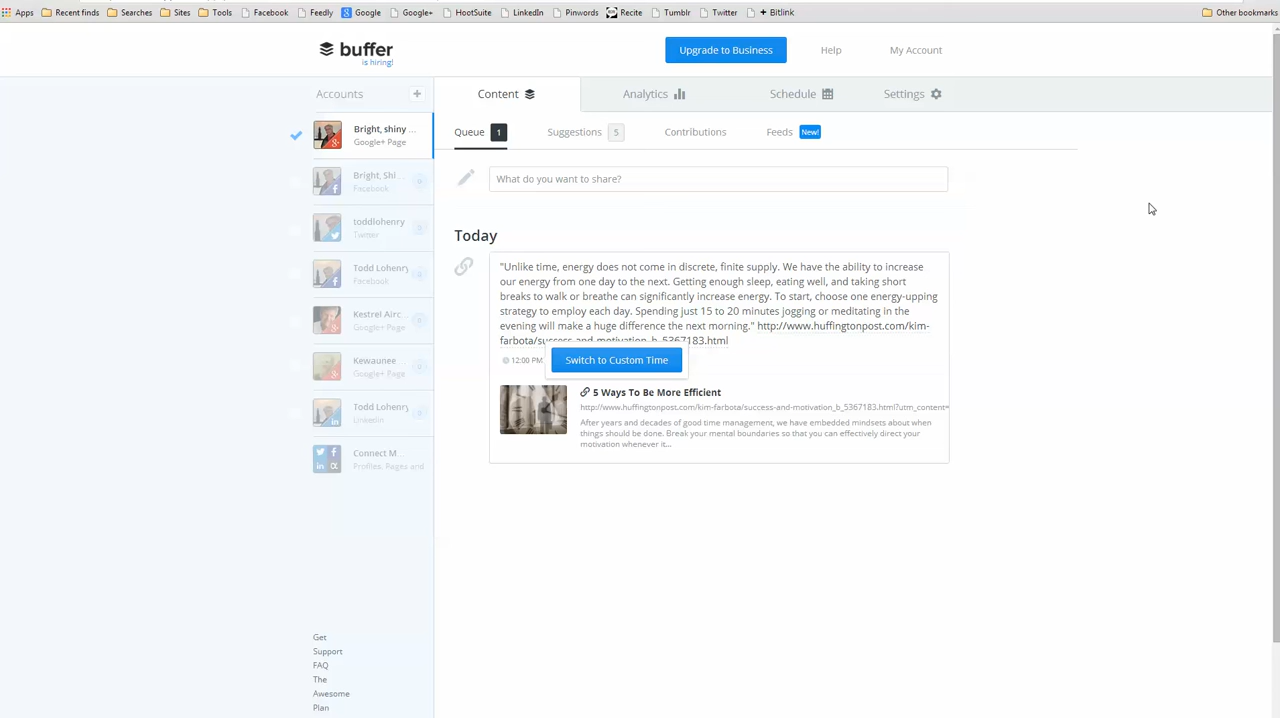 Apps Recent finds Searches Sites Tools Facebook Feedly Google Google+ HootSuite LinkedIn Pinwords Recite Tumblr Twitter + Bitlink Other bookmarks
buffer
is hiring!
Upgrade to Business Help My Account
Accounts +
Content Analytics Schedule Settings
Bright, shiny ...
Google+ Page
Queue 1 Suggestions 5 Contributions Feeds New!
Bright, Shi
Facebook
What do you want to share?
toddlohenry
Twitter
Todd Lohenry
Facebook
Kestrel Airc
Google+ Page
Kewaunee
Google+ Page
Todd Lohenry
LinkedIn
Connect M
Profiles, Pages and
Today
"Unlike time, energy does not come in discrete, finite supply. We have the ability to increase
our energy from one day to the next. Getting enough sleep, eating well, and taking short
breaks to walk or breathe can significantly increase energy. To start, choose one energy-upping
strategy to employ each day. Spending just 15 to 20 minutes jogging or meditating in the
evening will make a huge difference the next morning." http://www.huffingtonpost.com/kim-
farbota/success-and-motivation_b_5367183.html
12:00 PM Switch to Custom Time
5 Ways To Be More Efficient
http://www.huffingtonpost.com/kim-farbota/success-and-motivation_b_5367183.html?utm_content=
After years and decades of good time management, we have embedded mindsets about when
things should be done. Break your mental boundaries so that you can effectively direct your
motivation whenever it...
Get
Support
FAQ
The
Awesome
Plan